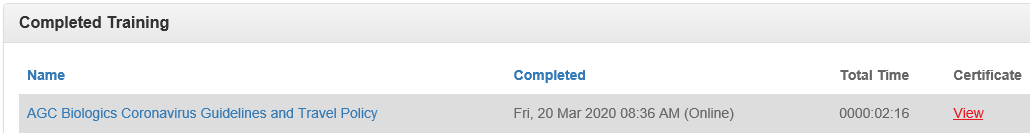 Completed Training
Name Completed Total Time Certificate
AGC Biologics Coronavirus Guidelines and Travel Policy Fri, 20 Mar 2020 08:36 AM (Online) 0000:02:16 View